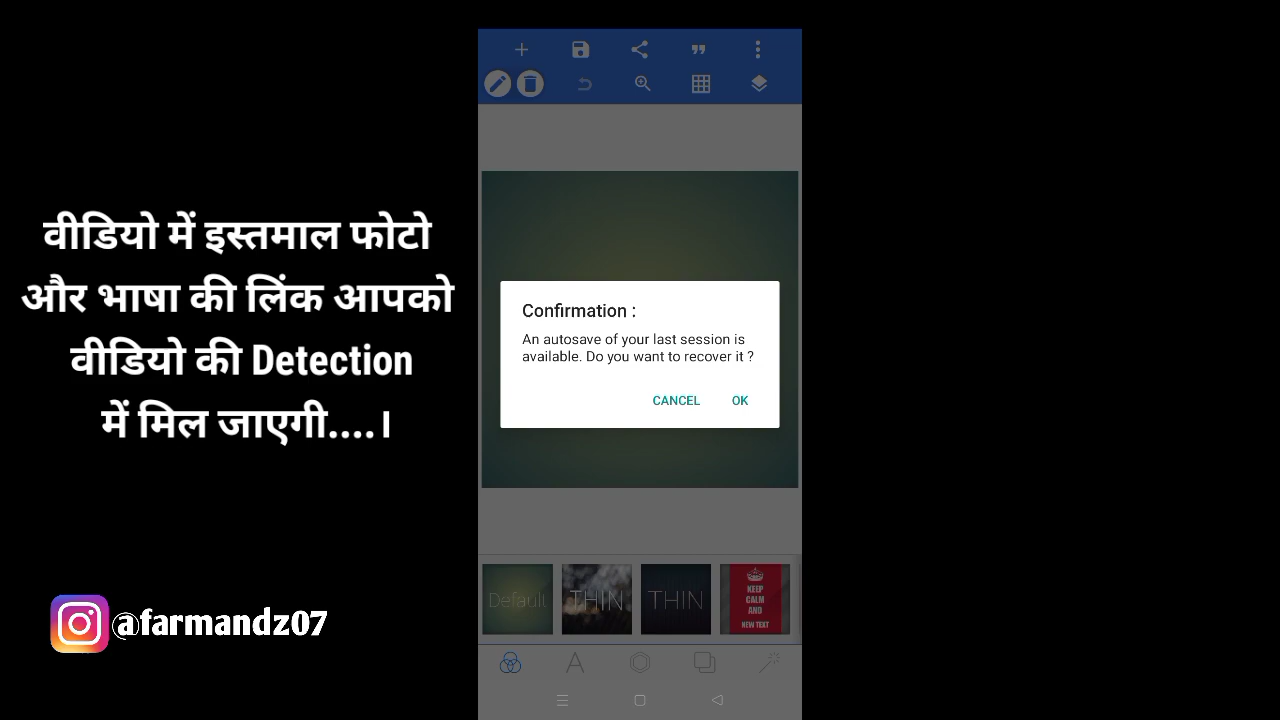 वीडियो में इस्तमाल फोटो
और भाषा की लिंक आपको
वीडियो की Detection
में मिल जाएगी....।
@farmandz07
Confirmation :
An autosave of your last session is
available. Do you want to recover it ?
CANCEL OK
Default THIN THIN
KEEP
CALM
AND
NEW TEXT